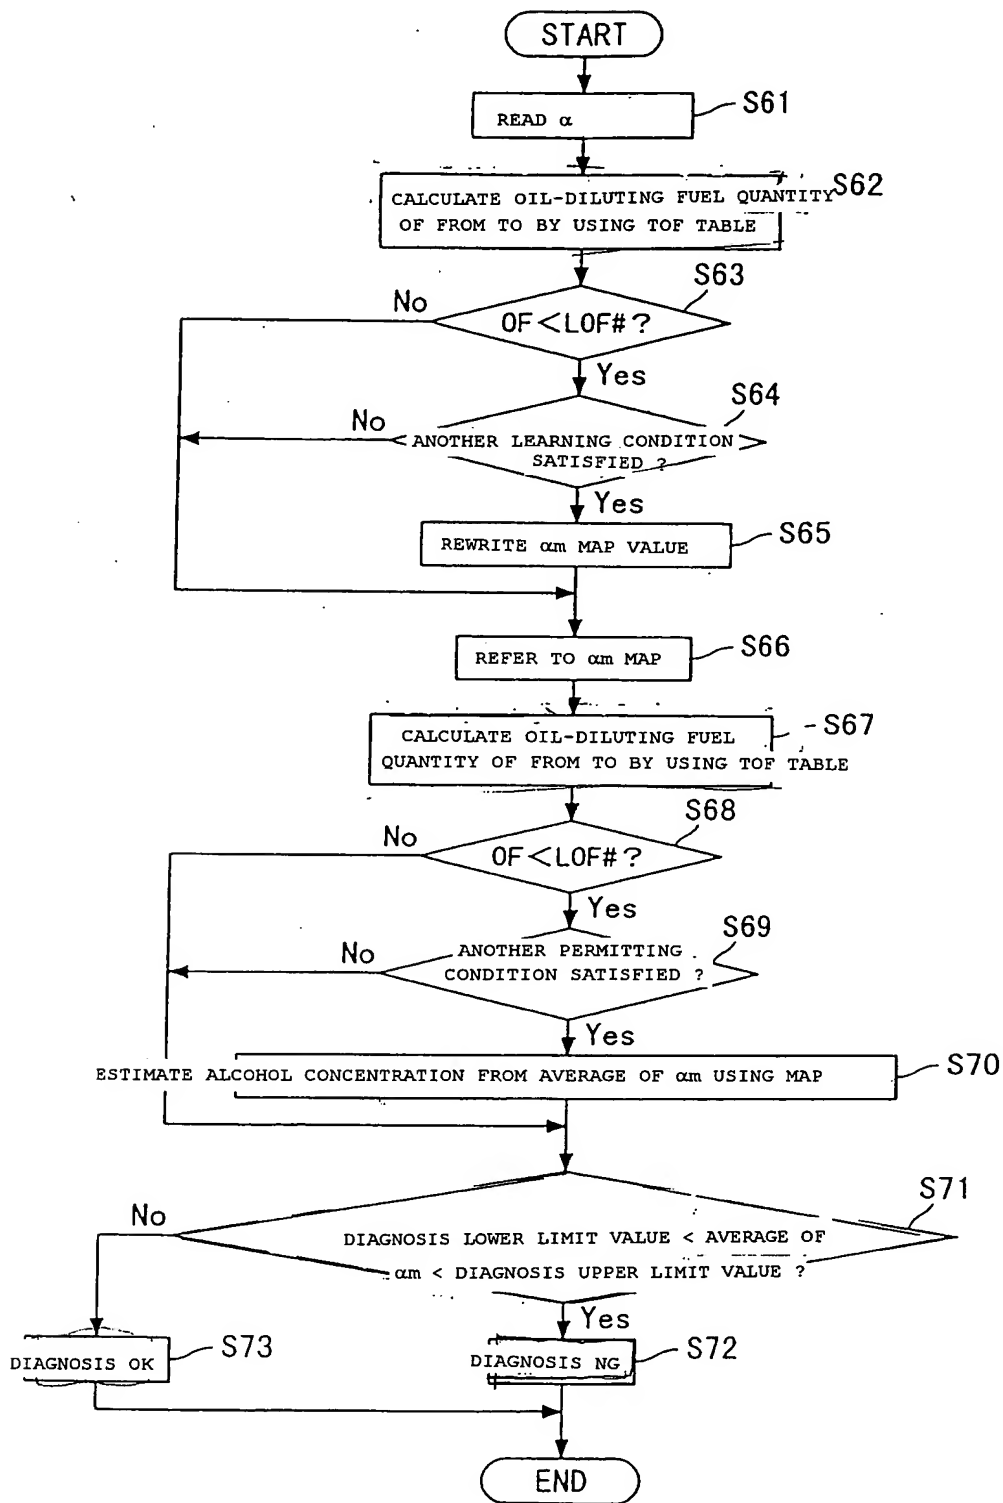 START
READ α
S61
CALCULATE OIL-DILUTING FUEL QUANTITY
OF FROM TO BY USING TOF TABLE
S62
OF<LOF#?
S63
No
Yes
ANOTHER LEARNING CONDITION
SATISFIED ?
S64
No
Yes
REWRITE αm MAP VALUE
S65
REFER TO αm MAP
S66
CALCULATE OIL-DILUTING FUEL
QUANTITY OF FROM TO BY USING TOF TABLE
S67
OF<LOF#?
S68
No
Yes
ANOTHER PERMITTING
CONDITION SATISFIED ?
S69
No
Yes
ESTIMATE ALCOHOL CONCENTRATION FROM AVERAGE OF αm USING MAP
S70
DIAGNOSIS LOWER LIMIT VALUE < AVERAGE OF
αm < DIAGNOSIS UPPER LIMIT VALUE ?
S71
No
Yes
DIAGNOSIS OK
S73
DIAGNOSIS NG
S72
END